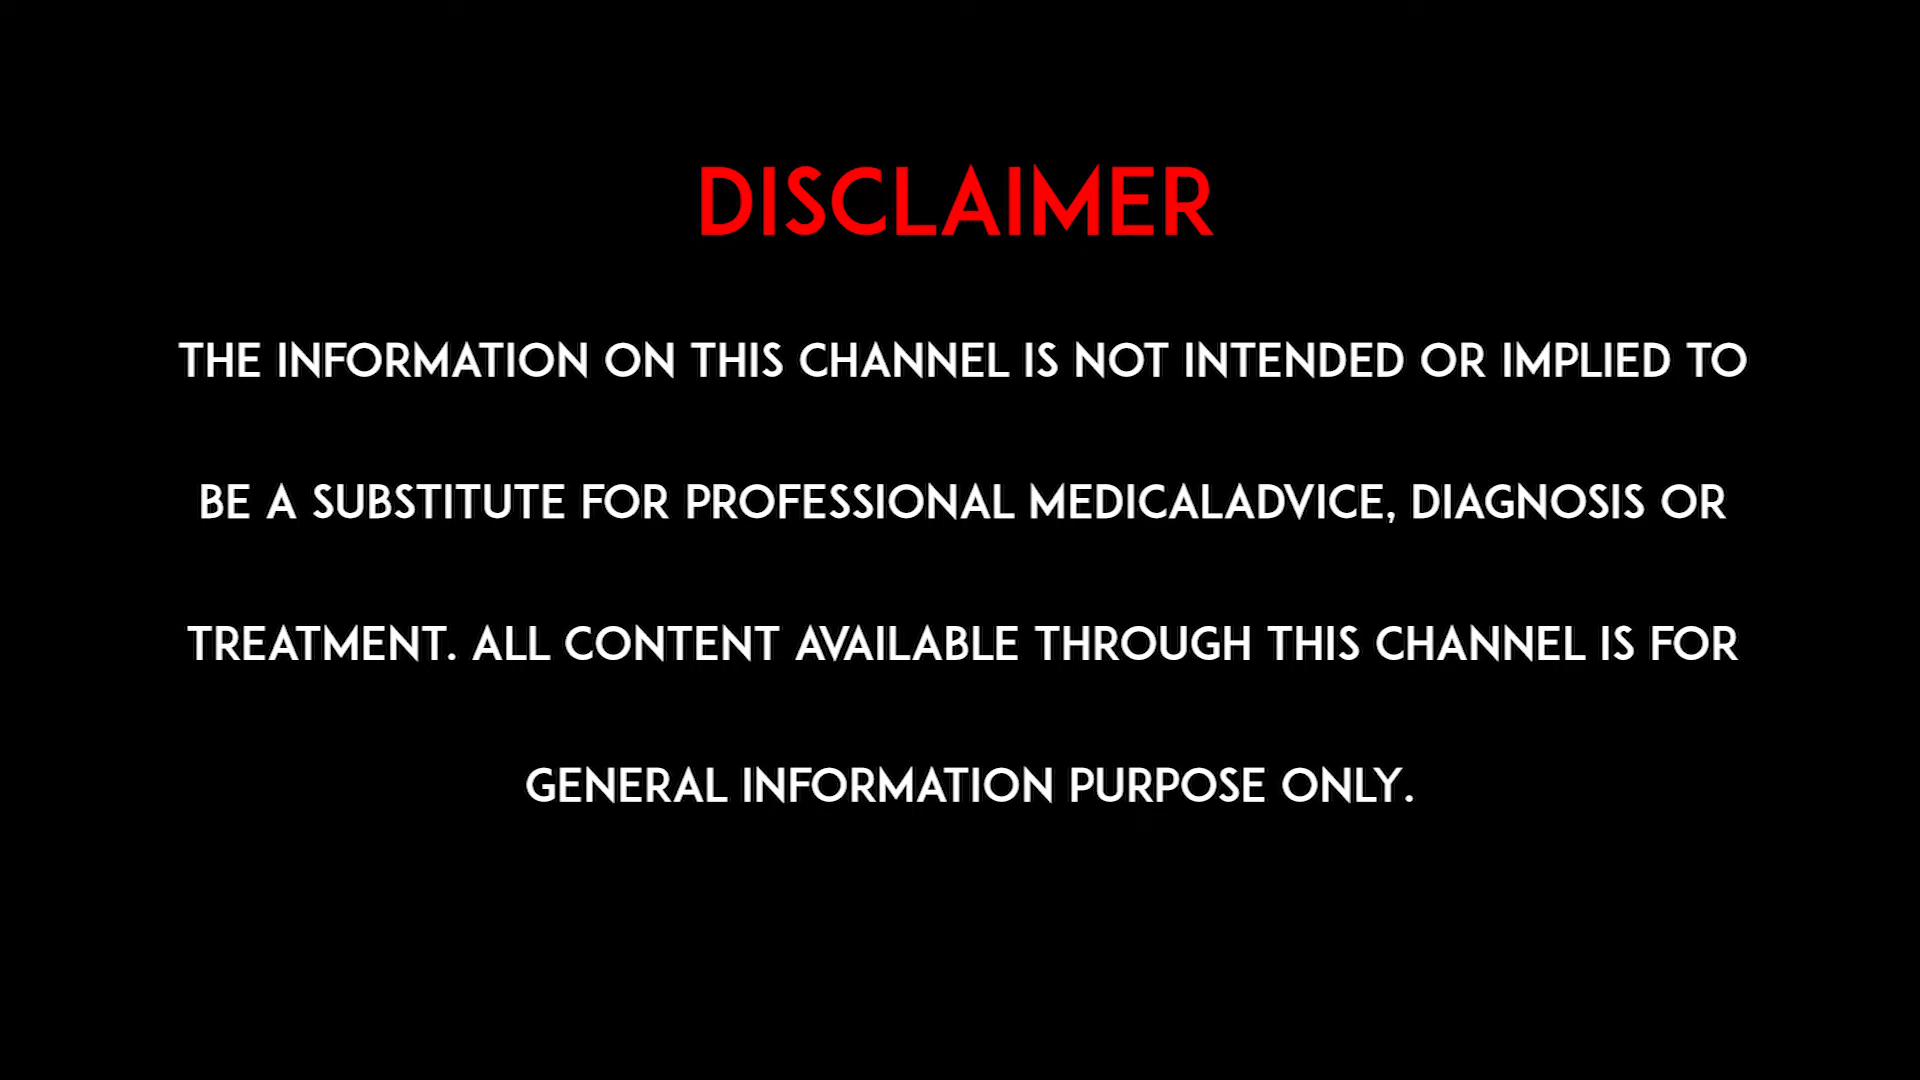 DISCLAIMER
THE INFORMATION ON THIS CHANNEL IS NOT INTENDED OR IMPLIED TO
BE A SUBSTITUTE FOR PROFESSIONAL MEDICALADVICE, DIAGNOSIS OR
TREATMENT. ALL CONTENT AVAILABLE THROUGH THIS CHANNEL IS FOR
GENERAL INFORMATION PURPOSE ONLY.